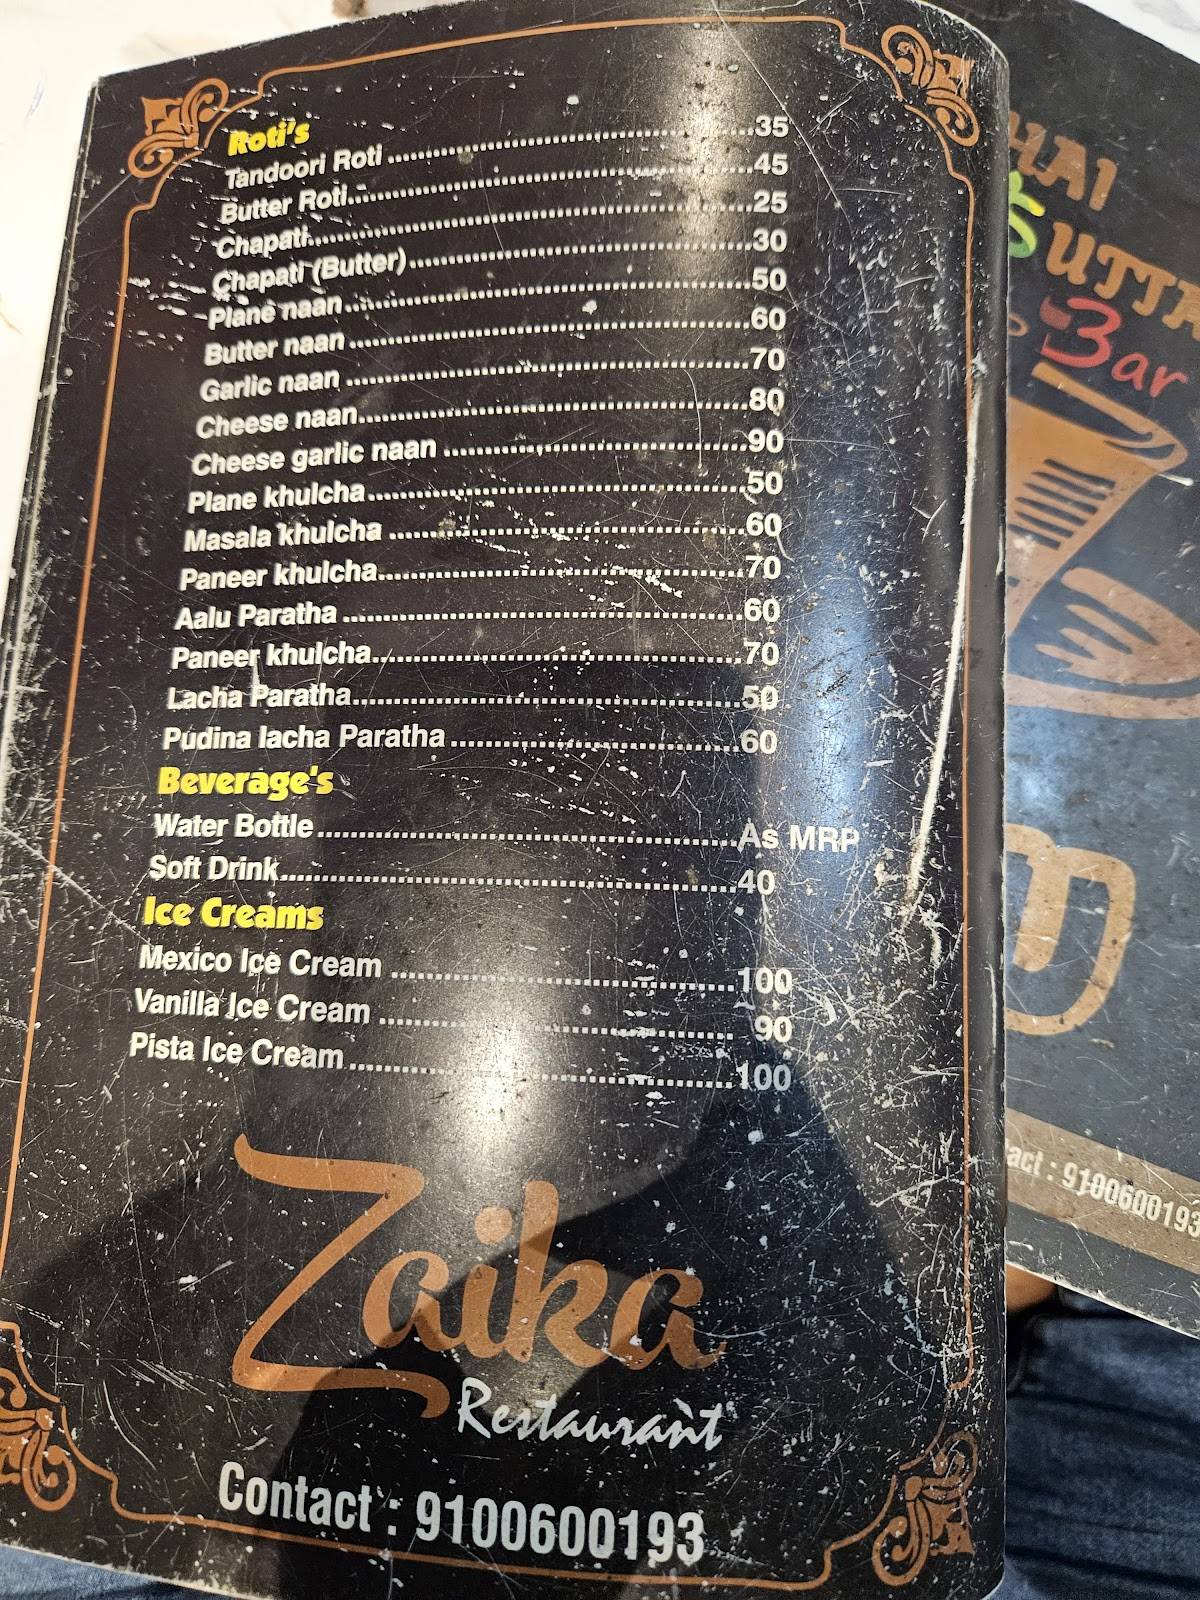 Roti's
Tandoori Roti ..... 35
Butter Roti ..... 45
Chapati ..... 25
Chapati (Butter) ..... 30
Plane naan ..... 50
Butter naan ..... 60
Garlic naan ..... 70
Cheese naan ..... 80
Cheese garlic naan ..... 90
Plane khulcha ..... 50
Masala khulcha ..... 60
Paneer khulcha ..... 70
Aalu Paratha ..... 60
Paneer khulcha ..... 70
Lacha Paratha ..... 50
Pudina lacha Paratha ..... 60
Beverage's
Water Bottle ..... As MRP
Soft Drink ..... 40
Ice Creams
Mexico Ice Cream ..... 100
Vanilla Ice Cream ..... 90
Pista Ice Cream ..... 100
Zaika
Restaurant
Contact : 9100600193
HAI
SUTTA
Bar
act : 9100600193